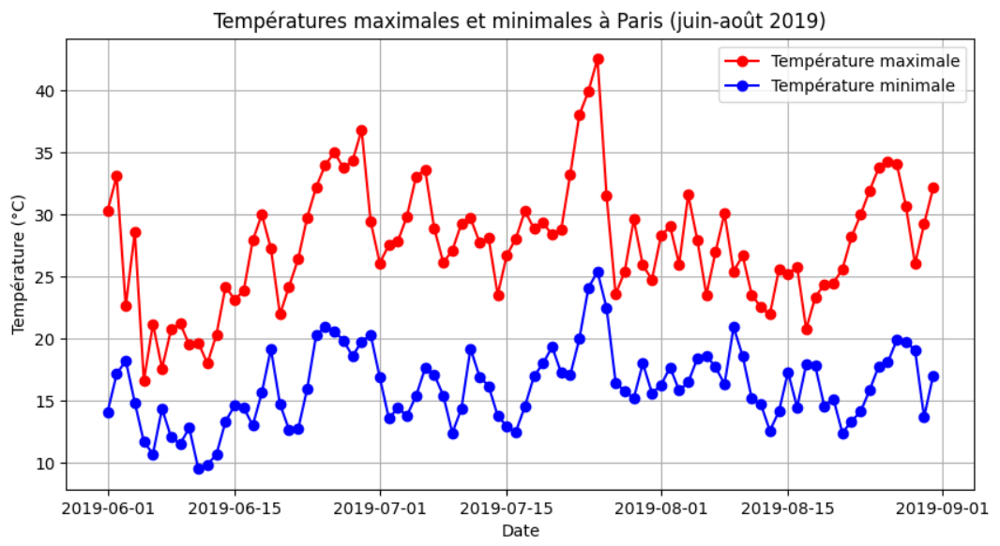 Températures maximales et minimales à Paris (juin-août 2019)
Température maximale
Température minimale
Température (°C)
40
35
30
25
20
15
10
2019-06-01
2019-06-15
2019-07-01
2019-07-15
2019-08-01
2019-08-15
2019-09-01
Date